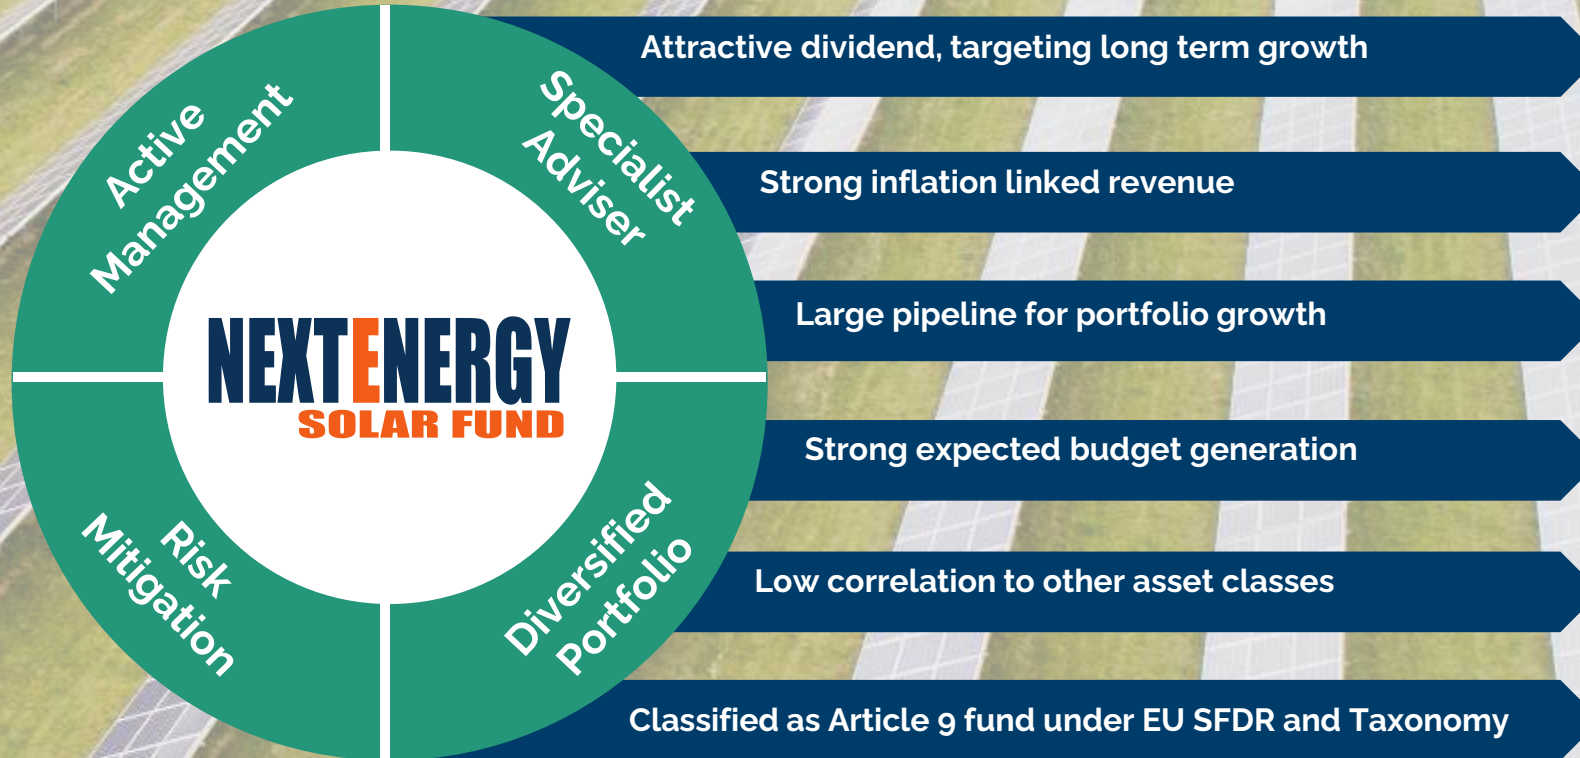 Active
Management
Specialist
Adviser
NEXTENERGY
SOLAR FUND
Risk
Mitigation
Diversified
Portfolio
Attractive dividend, targeting long term growth
Strong inflation linked revenue
Large pipeline for portfolio growth
Strong expected budget generation
Low correlation to other asset classes
Classified as Article 9 fund under EU SFDR and Taxonomy